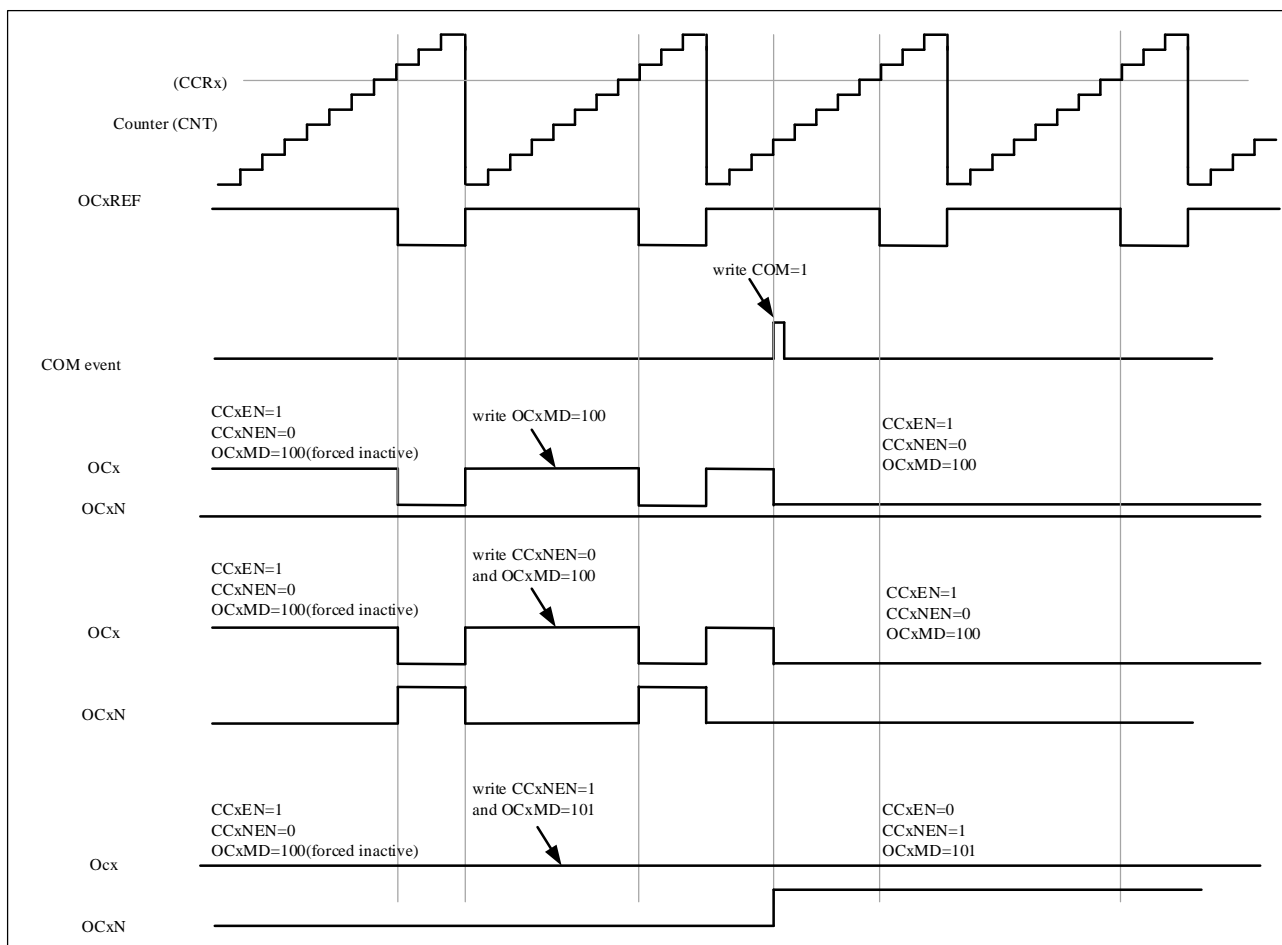 (CCRx)
Counter (CNT)
OCxREF
write COM=1
COM event
CCxEN=1
CCxNEN=0
OCxMD=100(forced inactive)
write OCxMD=100
CCxEN=1
CCxNEN=0
OCxMD=100
OCx
OCxN
CCxEN=1
CCxNEN=0
OCxMD=100(forced inactive)
write CCxNEN=0
and OCxMD=100
CCxEN=1
CCxNEN=0
OCxMD=100
OCx
OCxN
CCxEN=1
CCxNEN=0
OCxMD=100(forced inactive)
write CCxNEN=1
and OCxMD=101
CCxEN=0
CCxNEN=1
OCxMD=101
Ocx
OCxN